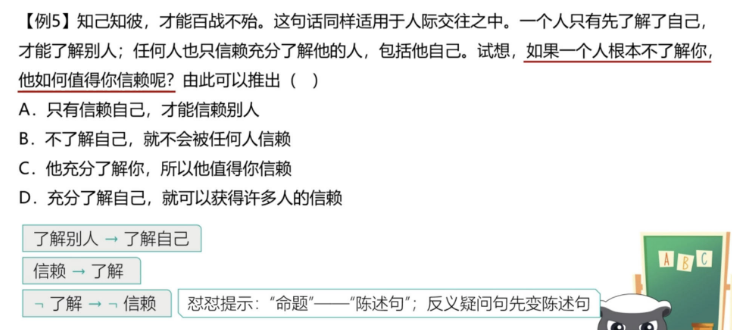 【例5】知己知彼，才能百战不殆。这句话同样适用于人际交往之中。一个人只有先了解了自己，
才能了解别人；任何人也只信赖充分了解他的人，包括他自己。试想，如果一个人根本不了解你，
他如何值得你信赖呢？由此可以推出（　）
A．只有信赖自己，才能信赖别人
B．不了解自己，就不会被任何人信赖
C．他充分了解你，所以他值得你信赖
D．充分了解自己，就可以获得许多人的信赖
了解别人 → 了解自己
信赖 → 了解
¬ 了解 → ¬ 信赖
怼怼提示：“命题”——“陈述句”；反义疑问句先变陈述句
A B C